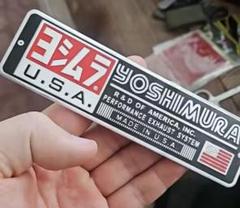 ヨシムラ
U.S.A.
YOSHIMURA
R&D OF AMERICA, INC.
PERFORMANCE EXHAUST SYSTEM
MADE IN U.S.A.